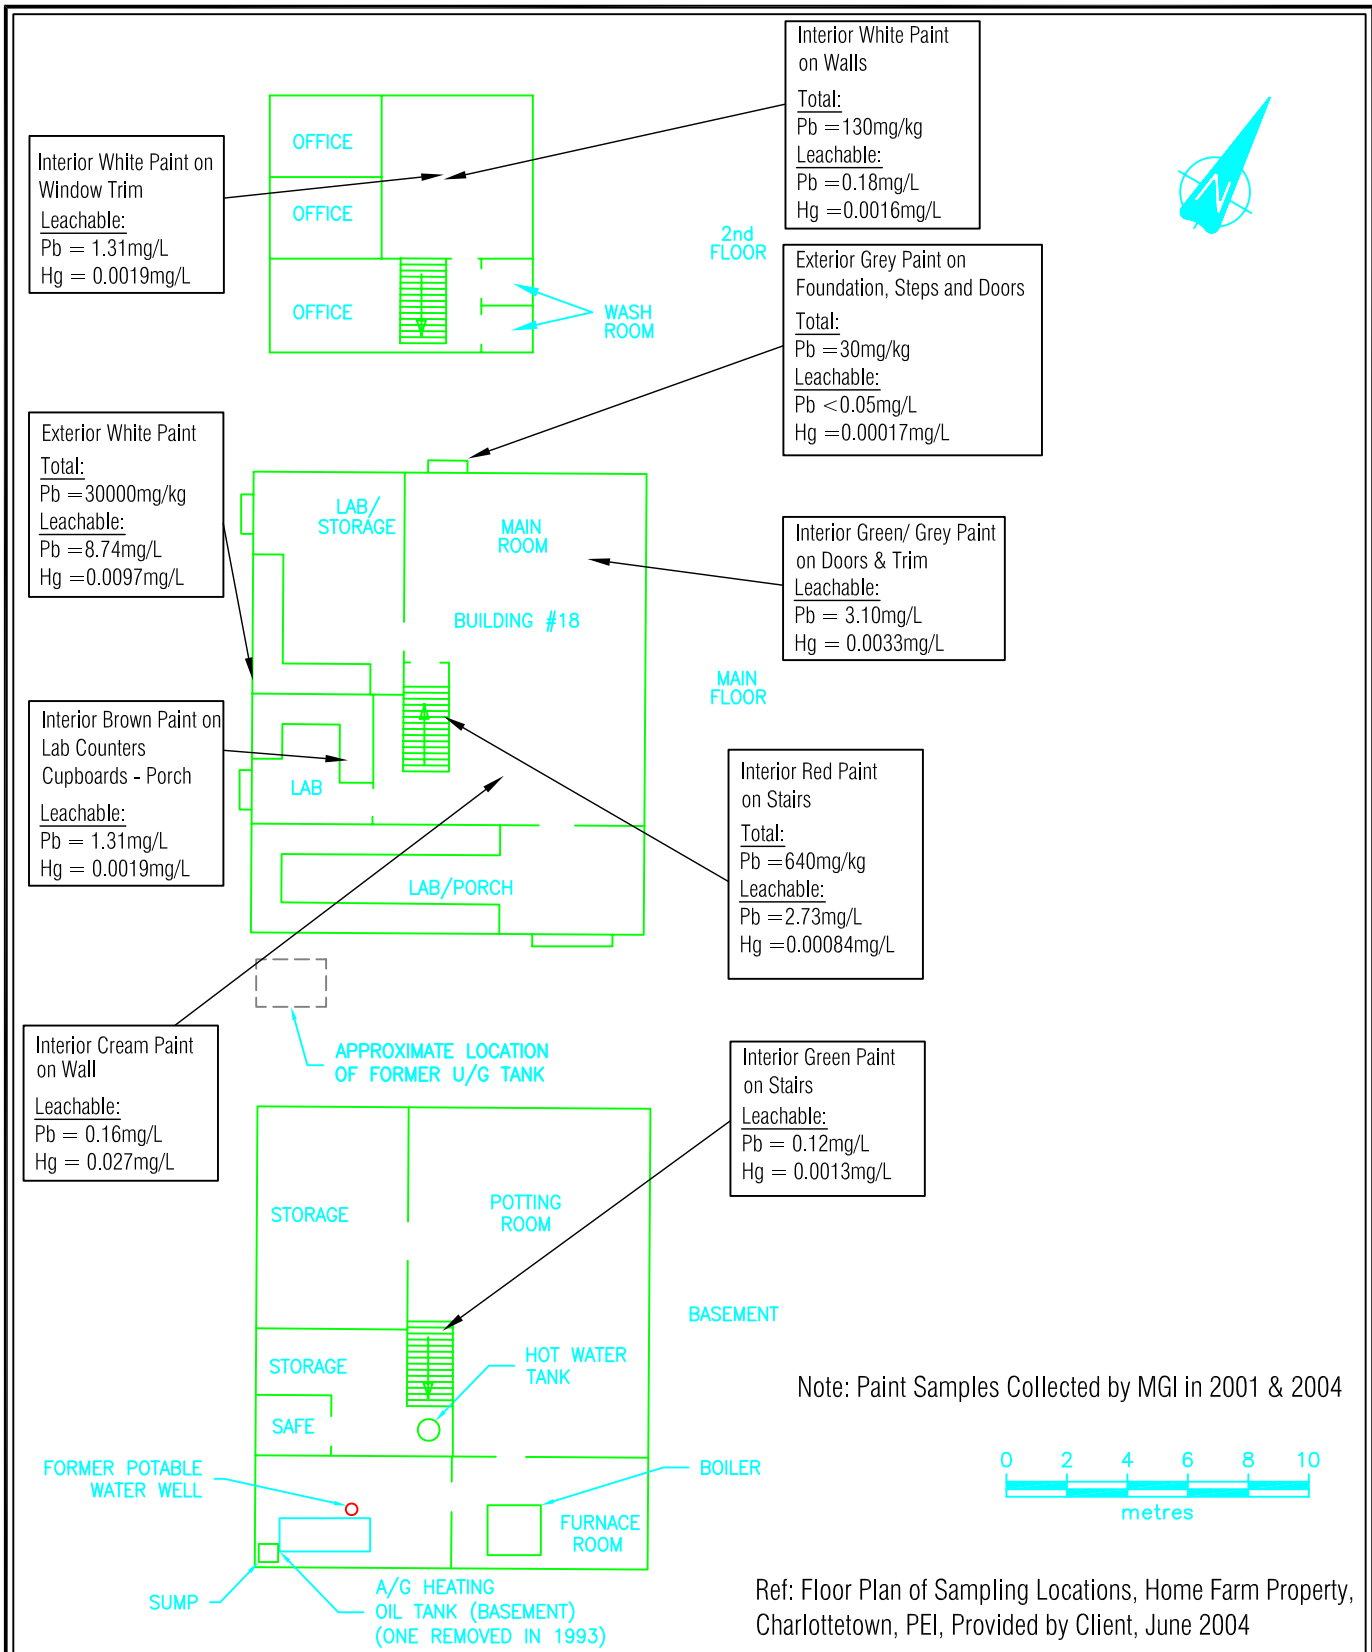 Interior White Paint
on Walls
Total:
Pb =130mg/kg
Leachable:
Pb =0.18mg/L
Hg =0.0016mg/L
Interior White Paint on
Window Trim
Leachable:
Pb = 1.31mg/L
Hg = 0.0019mg/L
OFFICE
OFFICE
OFFICE
WASH
ROOM
2nd
FLOOR
N
Exterior Grey Paint on
Foundation, Steps and Doors
Total:
Pb =30mg/kg
Leachable:
Pb <0.05mg/L
Hg =0.00017mg/L
Exterior White Paint
Total:
Pb =30000mg/kg
Leachable:
Pb =8.74mg/L
Hg =0.0097mg/L
LAB/
STORAGE
MAIN
ROOM
BUILDING #18
Interior Green/ Grey Paint
on Doors & Trim
Leachable:
Pb = 3.10mg/L
Hg = 0.0033mg/L
MAIN
FLOOR
Interior Brown Paint on
Lab Counters
Cupboards - Porch
Leachable:
Pb = 1.31mg/L
Hg = 0.0019mg/L
LAB
LAB/PORCH
Interior Red Paint
on Stairs
Total:
Pb =640mg/kg
Leachable:
Pb =2.73mg/L
Hg =0.00084mg/L
Interior Cream Paint
on Wall
Leachable:
Pb = 0.16mg/L
Hg = 0.027mg/L
APPROXIMATE LOCATION
OF FORMER U/G TANK
Interior Green Paint
on Stairs
Leachable:
Pb = 0.12mg/L
Hg = 0.0013mg/L
STORAGE
POTTING
ROOM
BASEMENT
STORAGE
HOT WATER
TANK
SAFE
Note: Paint Samples Collected by MGI in 2001 & 2004
FORMER POTABLE
WATER WELL
BOILER
0 2 4 6 8 10
metres
FURNACE
ROOM
SUMP
A/G HEATING
OIL TANK (BASEMENT)
(ONE REMOVED IN 1993)
Ref: Floor Plan of Sampling Locations, Home Farm Property,
Charlottetown, PEI, Provided by Client, June 2004